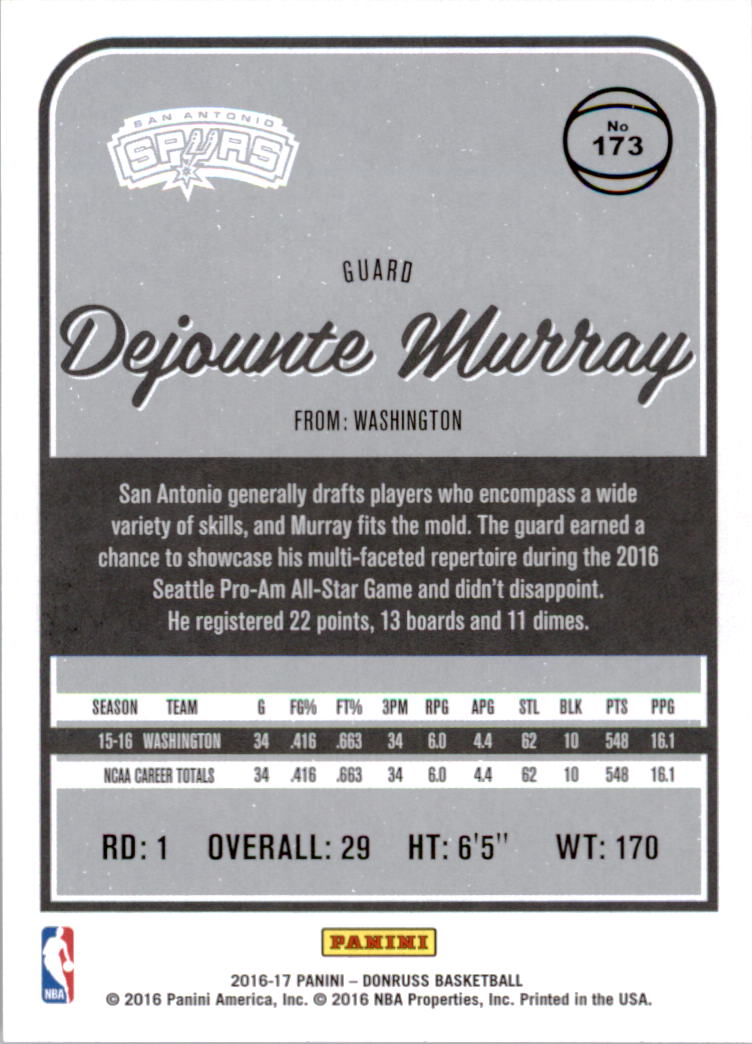 SAN ANTONIO
SPURS
No
173
GUARD
Dejounte Murray
FROM: WASHINGTON
San Antonio generally drafts players who encompass a wide
variety of skills, and Murray fits the mold. The guard earned a
chance to showcase his multi-faceted repertoire during the 2016
Seattle Pro-Am All-Star Game and didn't disappoint.
He registered 22 points, 13 boards and 11 dimes.
SEASON TEAM G FG% FT% 3PM RPG APG STL BLK PTS PPG
15-16 WASHINGTON 34 .416 .663 34 6.0 4.4 62 10 548 16.1
NCAA CAREER TOTALS 34 .416 .663 34 6.0 4.4 62 10 548 16.1
RD: 1 OVERALL: 29 HT: 6'5" WT: 170
NBA
PANINI
2016-17 PANINI – DONRUSS BASKETBALL
© 2016 Panini America, Inc. © 2016 NBA Properties, Inc. Printed in the USA.